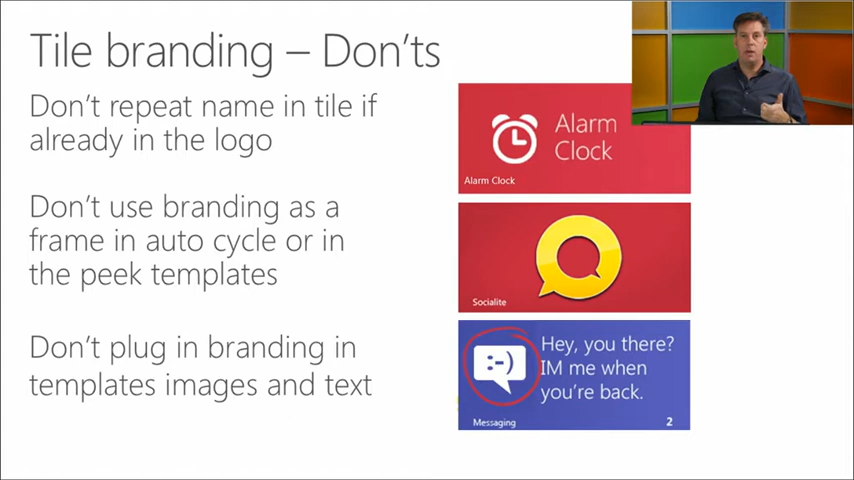 Tile branding – Don'ts
Don't repeat name in tile if
already in the logo
Don't use branding as a
frame in auto cycle or in
the peek templates
Don't plug in branding in
templates images and text
Alarm
Clock
Alarm Clock
Socialite
:-)
Hey, you there?
IM me when
you're back.
Messaging
2